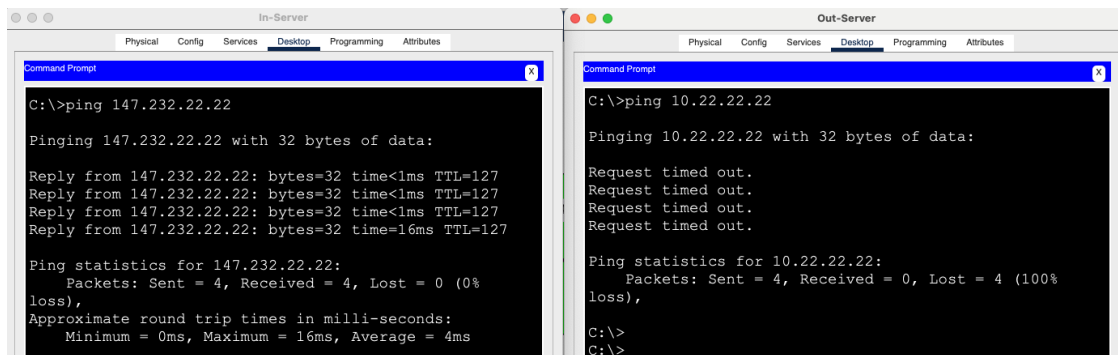 In-Server
Physical Config Services Desktop Programming Attributes
Command Prompt
X
C:\>ping 147.232.22.22
Pinging 147.232.22.22 with 32 bytes of data:
Reply from 147.232.22.22: bytes=32 time<1ms TTL=127
Reply from 147.232.22.22: bytes=32 time<1ms TTL=127
Reply from 147.232.22.22: bytes=32 time<1ms TTL=127
Reply from 147.232.22.22: bytes=32 time=16ms TTL=127
Ping statistics for 147.232.22.22:
Packets: Sent = 4, Received = 4, Lost = 0 (0%
loss),
Approximate round trip times in milli-seconds:
Minimum = 0ms, Maximum = 16ms, Average = 4ms
Out-Server
Physical Config Services Desktop Programming Attributes
Command Prompt
X
C:\>ping 10.22.22.22
Pinging 10.22.22.22 with 32 bytes of data:
Request timed out.
Request timed out.
Request timed out.
Request timed out.
Ping statistics for 10.22.22.22:
Packets: Sent = 4, Received = 0, Lost = 4 (100%
loss),
C:\>
C:\>